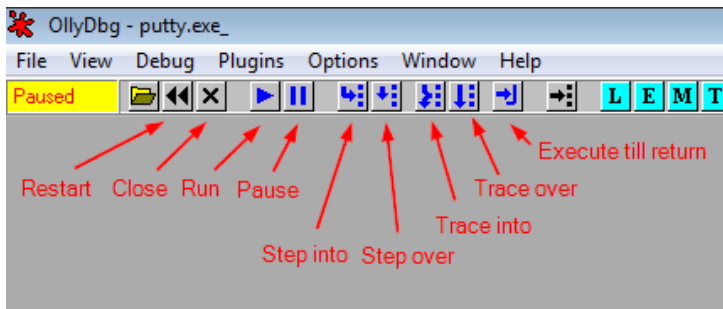 OllyDbg - putty.exe_
File View Debug Plugins Options Window Help
Paused L E M T
Execute till return
Restart Close Run Pause Trace over
Trace into
Step into Step over